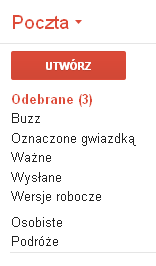 Poczta
UTWÓRZ
Odebrane (3)
Buzz
Oznaczone gwiazdką
Ważne
Wysłane
Wersje robocze
Osobiste
Podróże